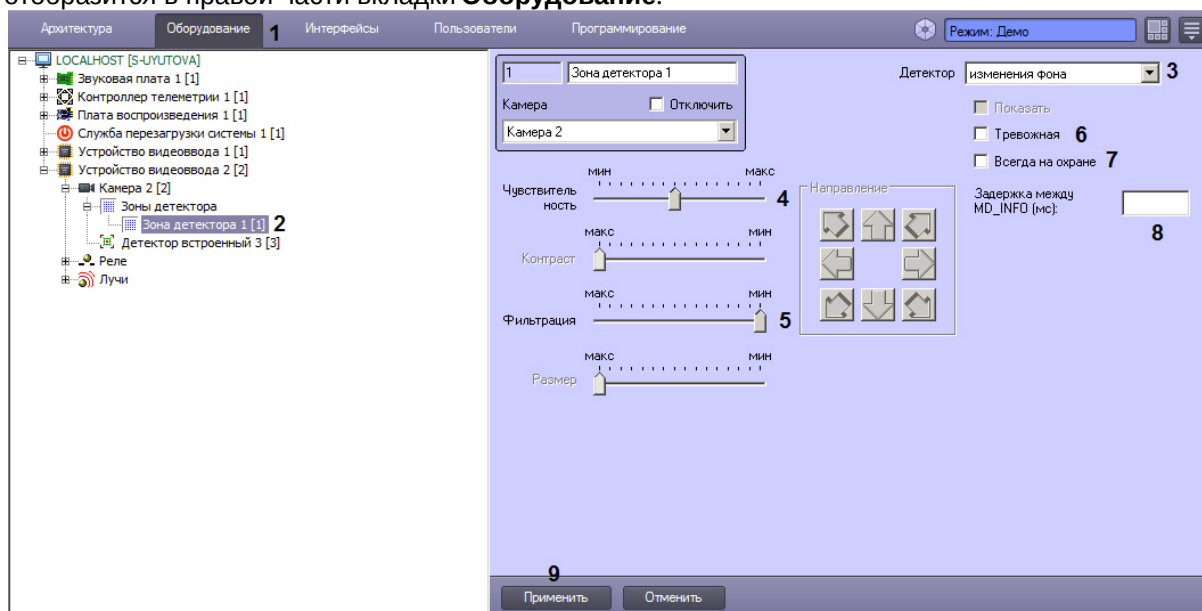 отобразится в правой части вкладки Оборудование.
Архитектура Оборудование 1 Интерфейсы Пользователи Программирование Режим: Демо
LOCALHOST [S-UYUTOVA]
Звуковая плата 1 [1]
Контроллер телеметрии 1 [1]
Плата воспроизведения 1 [1]
Служба перезагрузки системы 1 [1]
Устройство видеоввода 1 [1]
Устройство видеоввода 2 [2]
Камера 2 [2]
Зоны детектора
Зона детектора 1 [1] 2
Детектор встроенный 3 [3]
Реле
Лучи
1 Зона детектора 1
Камера Отключить
Камера 2
мин макс
Чувствитель
ность 4
макс мин
Контраст
макс мин
Фильтрация 5
макс мин
Размер
Направление
Детектор изменения фона 3
Показать
Тревожная 6
Всегда на охране 7
Задержка между
MD_INFO (мс):
8
9
Применить Отменить